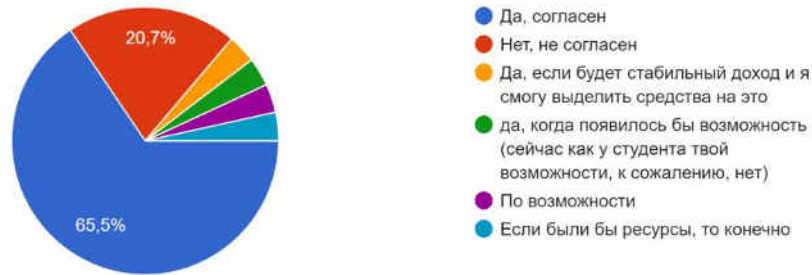 20,7%
65,5%
Да, согласен
Нет, не согласен
Да, если будет стабильный доход и я
смогу выделить средства на это
да, когда появилось бы возможность
(сейчас как у студента твой
возможности, к сожалению, нет)
По возможности
Если были бы ресурсы, то конечно